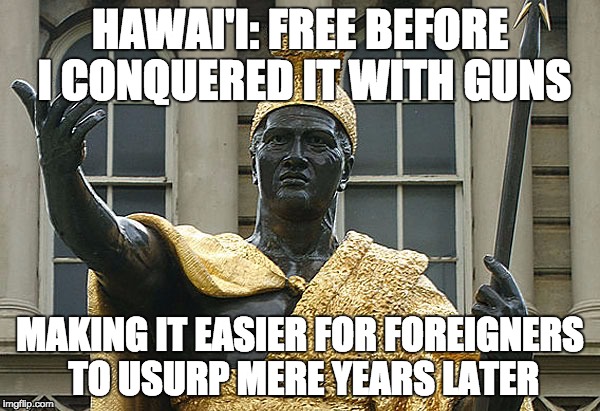 HAWAI'I: FREE BEFORE
I CONQUERED IT WITH GUNS
MAKING IT EASIER FOR FOREIGNERS
TO USURP MERE YEARS LATER
imgflip.com